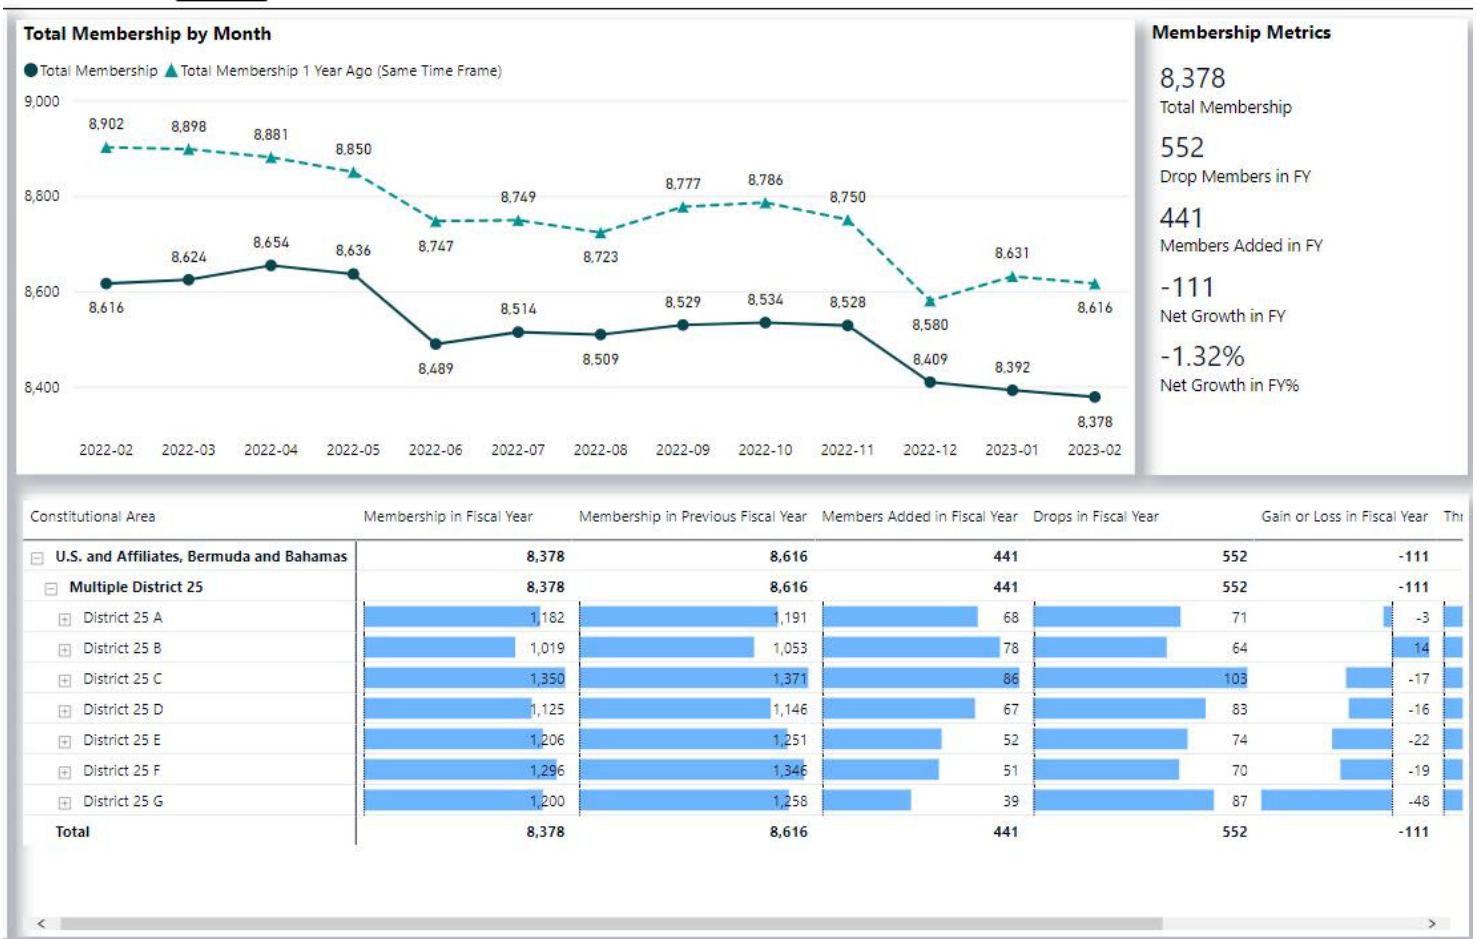 Total Membership by Month
Total Membership Total Membership 1 Year Ago (Same Time Frame)
9,000
8,800
8,600
8,400
8,902 8,898 8,881 8,850 8,747 8,749 8,723 8,777 8,786 8,750 8,580 8,631 8,616
8,616 8,624 8,654 8,636 8,489 8,514 8,509 8,529 8,534 8,528 8,409 8,392 8,378
2022-02 2022-03 2022-04 2022-05 2022-06 2022-07 2022-08 2022-09 2022-10 2022-11 2022-12 2023-01 2023-02
Membership Metrics
8,378
Total Membership
552
Drop Members in FY
441
Members Added in FY
-111
Net Growth in FY
-1.32%
Net Growth in FY%
Constitutional Area Membership in Fiscal Year Membership in Previous Fiscal Year Members Added in Fiscal Year Drops in Fiscal Year Gain or Loss in Fiscal Year
U.S. and Affiliates, Bermuda and Bahamas 8,378 8,616 441 552 -111
Multiple District 25 8,378 8,616 441 552 -111
District 25 A 1,182 1,191 68 71 -3
District 25 B 1,019 1,053 78 64 14
District 25 C 1,350 1,371 86 103 -17
District 25 D 1,125 1,146 67 83 -16
District 25 E 1,206 1,251 52 74 -22
District 25 F 1,296 1,346 51 70 -19
District 25 G 1,200 1,258 39 87 -48
Total 8,378 8,616 441 552 -111